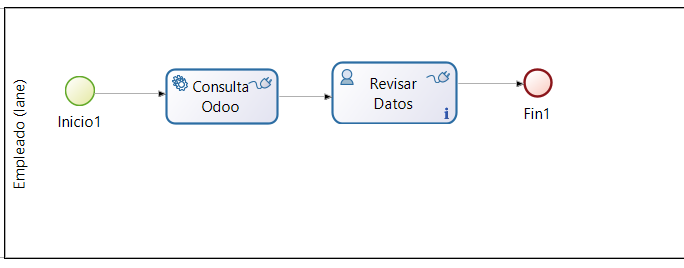 Empleado (lane)
Inicio1
Consulta
Odoo
Revisar
Datos
i
Fin1